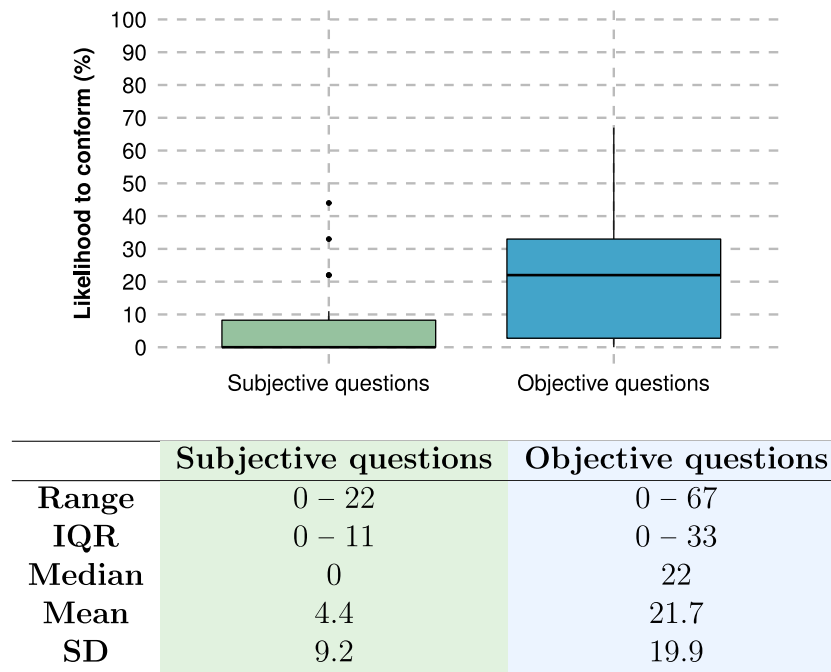 Likelihood to conform (%)
100
90
80
70
60
50
40
30
20
10
0
Subjective questions Objective questions
Subjective questions Objective questions
Range 0 – 22 0 – 67
IQR 0 – 11 0 – 33
Median 0 22
Mean 4.4 21.7
SD 9.2 19.9